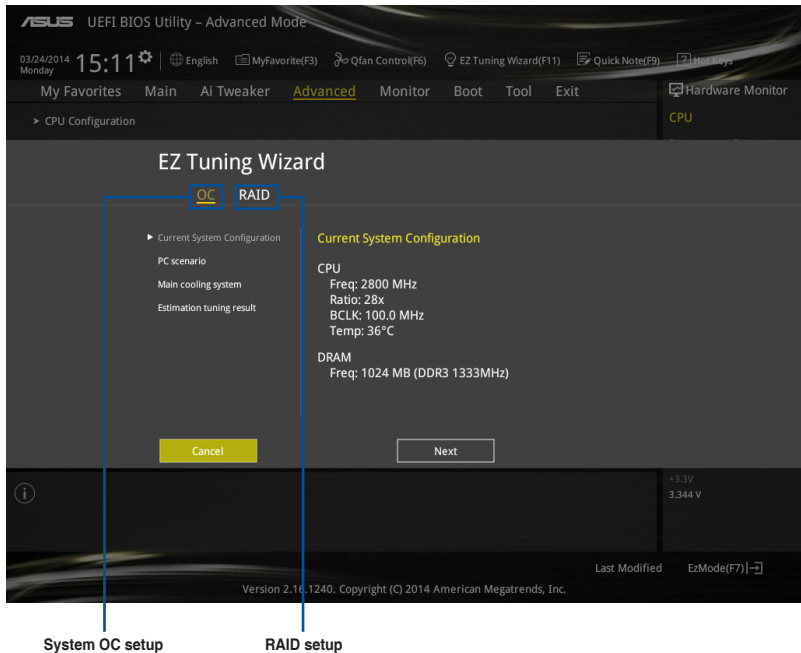 ASUS UEFI BIOS Utility – Advanced Mode
03/24/2014 Monday 15:11 English MyFavorite(F3) Qfan Control(F6) EZ Tuning Wizard(F11) Quick Note(F9) ? Hot Keys
My Favorites Main Ai Tweaker Advanced Monitor Boot Tool Exit Hardware Monitor
> CPU Configuration CPU
EZ Tuning Wizard
OC RAID
Current System Configuration
PC scenario
Main cooling system
Estimation tuning result
Current System Configuration
CPU
Freq: 2800 MHz
Ratio: 28x
BCLK: 100.0 MHz
Temp: 36°C
DRAM
Freq: 1024 MB (DDR3 1333MHz)
Cancel Next
+3.3V
3.344 V
Last Modified EzMode(F7)
Version 2.16.1240. Copyright (C) 2014 American Megatrends, Inc.
System OC setup RAID setup